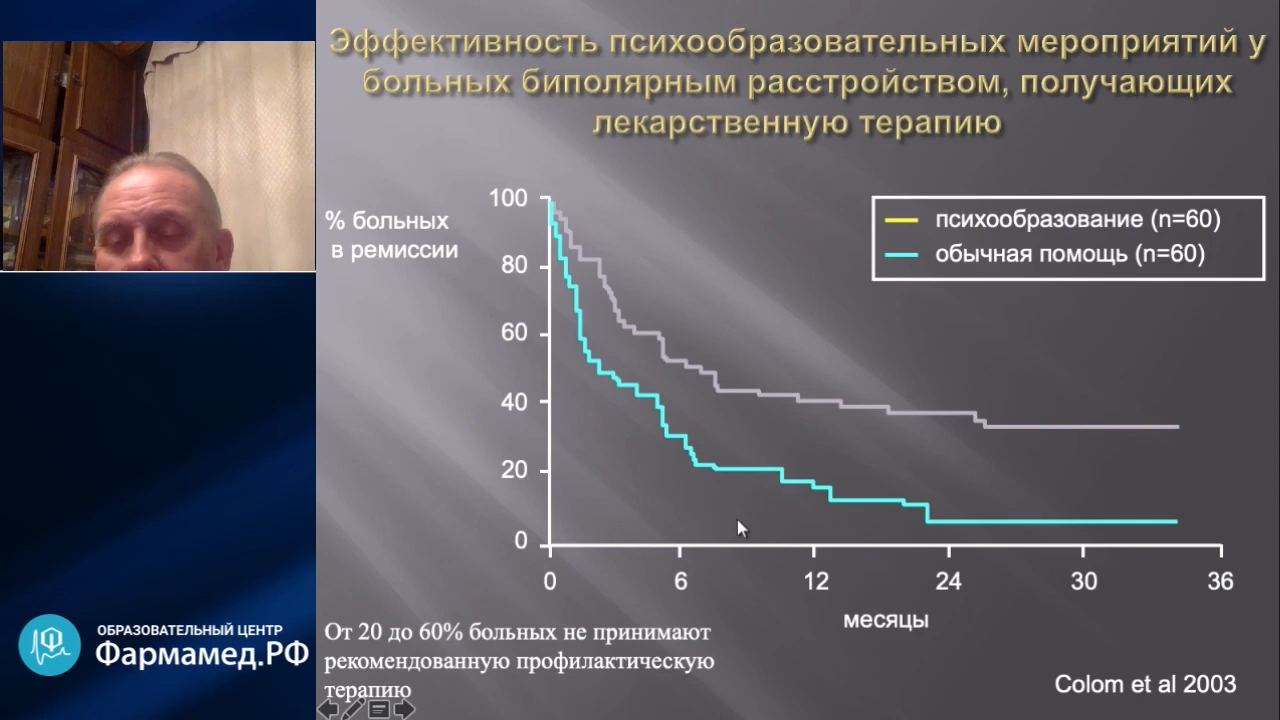 Эффективность психообразовательных мероприятий у
больных биполярным расстройством, получающих
лекарственную терапию
% больных
в ремиссии
100
80
60
40
20
0
0 6 12 24 30 36
месяцы
психообразование (n=60)
обычная помощь (n=60)
От 20 до 60% больных не принимают
рекомендованную профилактическую
терапию
Colom et al 2003
ОБРАЗОВАТЕЛЬНЫЙ ЦЕНТР
Фармамед.РФ